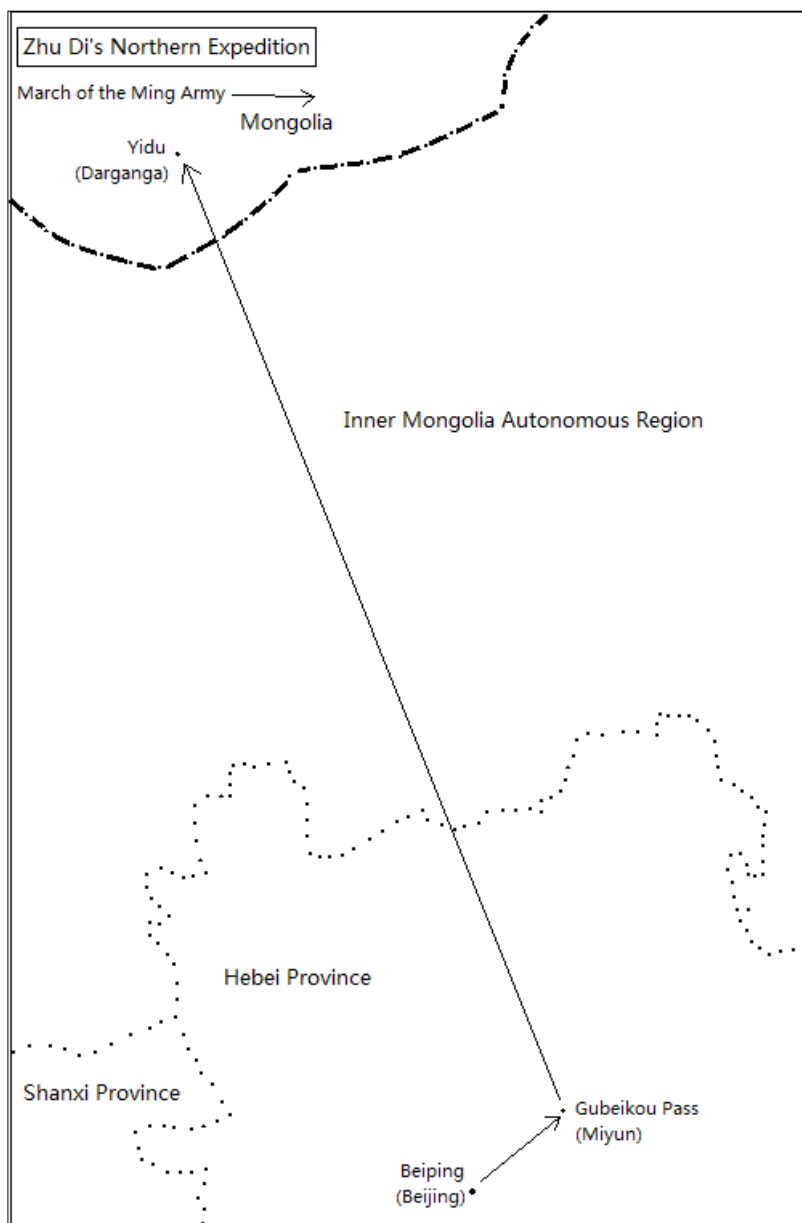 Zhu Di's Northern Expedition
March of the Ming Army
Mongolia
Yidu
(Darganga)
Inner Mongolia Autonomous Region
Hebei Province
Shanxi Province
Gubeikou Pass
(Miyun)
Beiping
(Beijing)